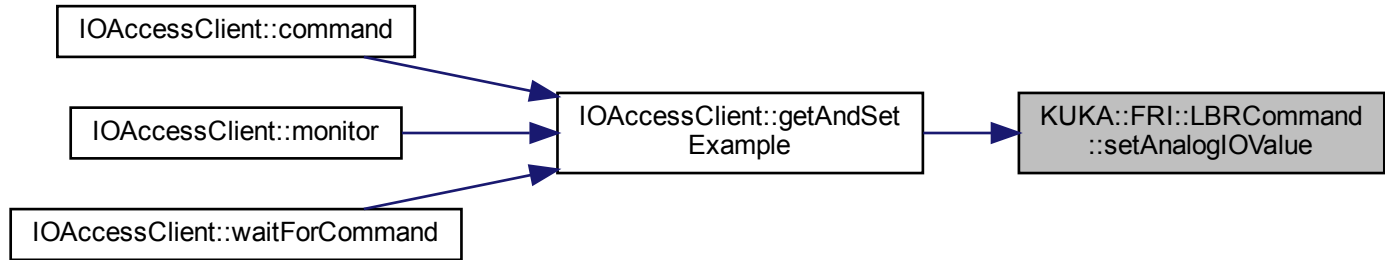 IOAccessClient::command
IOAccessClient::monitor
IOAccessClient::waitForCommand
IOAccessClient::getAndSet
Example
KUKA::FRI::LBRCommand
::setAnalogIOValue